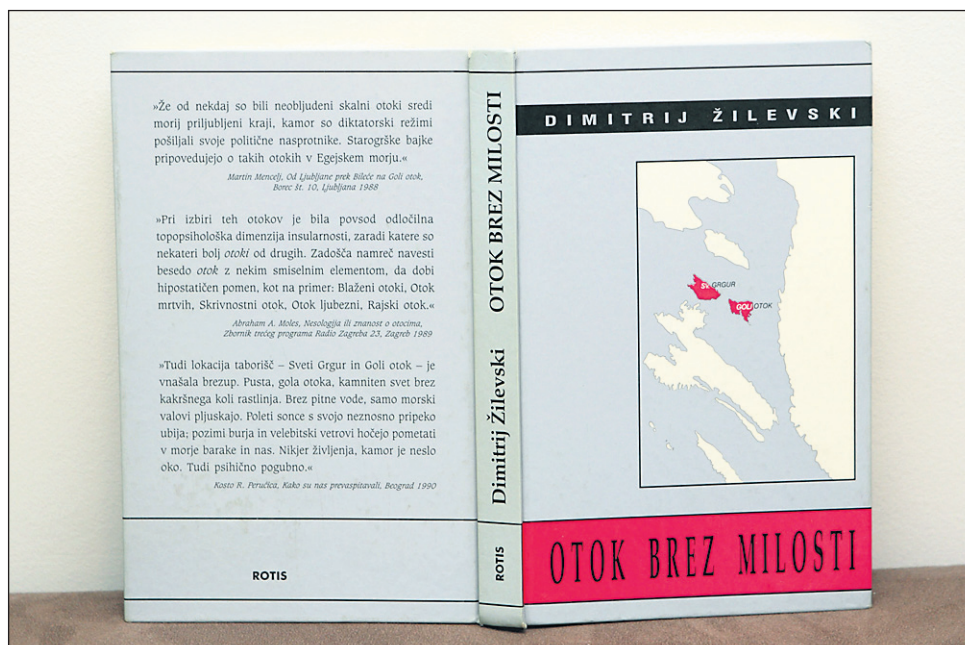 »Že od nekdaj so bili neobljudeni skalni otoki sredi
morij priljubljeni kraji, kamor so diktatorski režimi
pošiljali svoje politične nasprotnike. Starogrške bajke
pripovedujejo o takih otokih v Egejskem morju.«
Martin Mencelj, Od Ljubljane prek Bileće na Goli otok,
Borec št. 10, Ljubljana 1988
»Pri izbiri teh otokov je bila povsod odločilna
topopsihološka dimenzija insularnosti, zaradi katere so
nekateri bolj otoki od drugih. Zadošča namreč navesti
besedo otok z nekim smiselnim elementom, da dobi
hipostatičen pomen, kot na primer: Blaženi otoki, Otok
mrtvih, Skrivnostni otok, Otok ljubezni, Rajski otok.«
Abraham A. Moles, Nesologija ili znanost o otocima,
Zbornik trećeg programa Radio Zagreba 23, Zagreb 1989
»Tudi lokacija taborišč – Sveti Grgur in Goli otok – je
vnašala brezup. Pusta, gola otoka, kamniten svet brez
kakršnega koli rastlinja. Brez pitne vode, samo morski
valovi pljuskajo. Poleti sonce s svojo neznosno pripeko
ubija; pozimi burja in velebitski vetrovi hočejo pometati
v morje barake in nas. Nikjer življenja, kamor je neslo
oko. Tudi psihično pogubno.«
Kosto R. Peručica, Kako su nas prevaspitavali, Beograd 1990
ROTIS
OTOK BREZ MILOSTI
Dimitrij Žilevski
ROTIS
DIMITRIJ ŽILEVSKI
SV. GRGUR
GOLI OTOK
OTOK BREZ MILOSTI